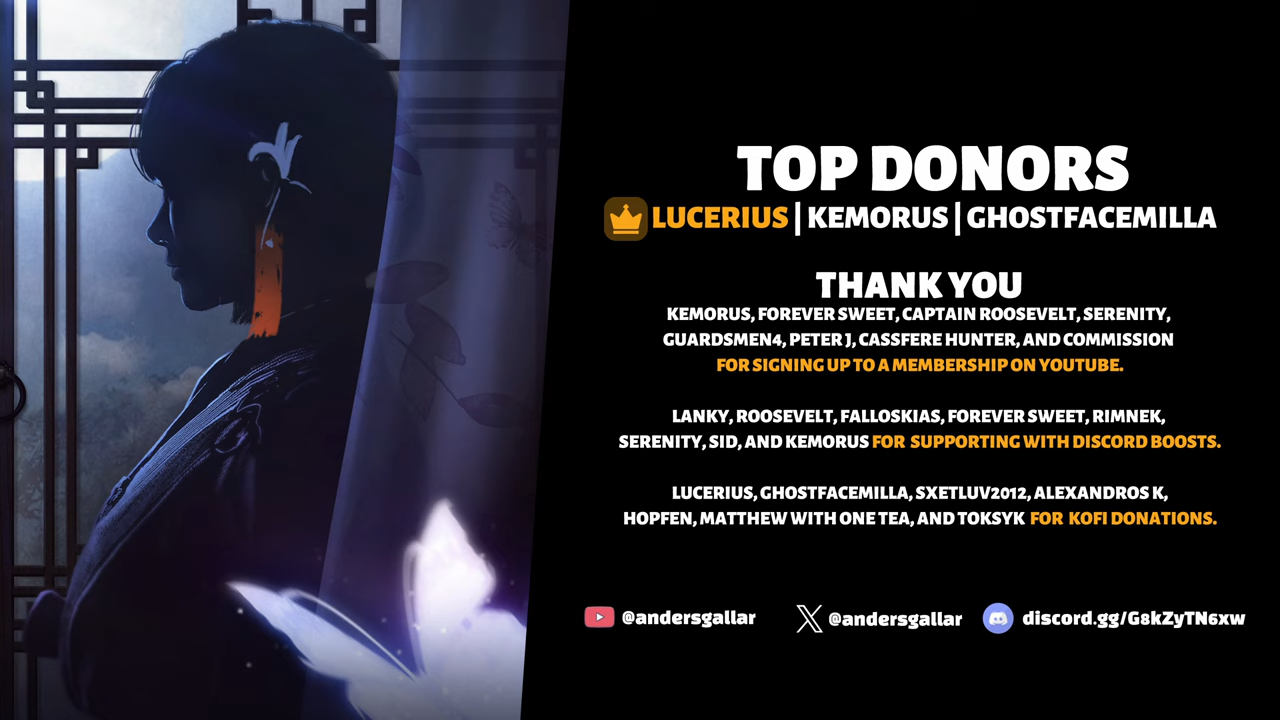 TOP DONORS
LUCERIUS | KEMORUS | GHOSTFACEMILLA
THANK YOU
KEMORUS, FOREVER SWEET, CAPTAIN ROOSEVELT, SERENITY,
GUARDSMEN4, PETER J, CASSFERE HUNTER, AND COMMISSION
FOR SIGNING UP TO A MEMBERSHIP ON YOUTUBE.
LANKY, ROOSEVELT, FALLOSKIAS, FOREVER SWEET, RIMNEK,
SERENITY, SID, AND KEMORUS FOR SUPPORTING WITH DISCORD BOOSTS.
LUCERIUS, GHOSTFACEMILLA, SXETLUV2012, ALEXANDROS K,
HOPFEN, MATTHEW WITH ONE TEA, AND TOKSYK FOR KOFI DONATIONS.
@andersgallar @andersgallar discord.gg/G8kZyTN6xw